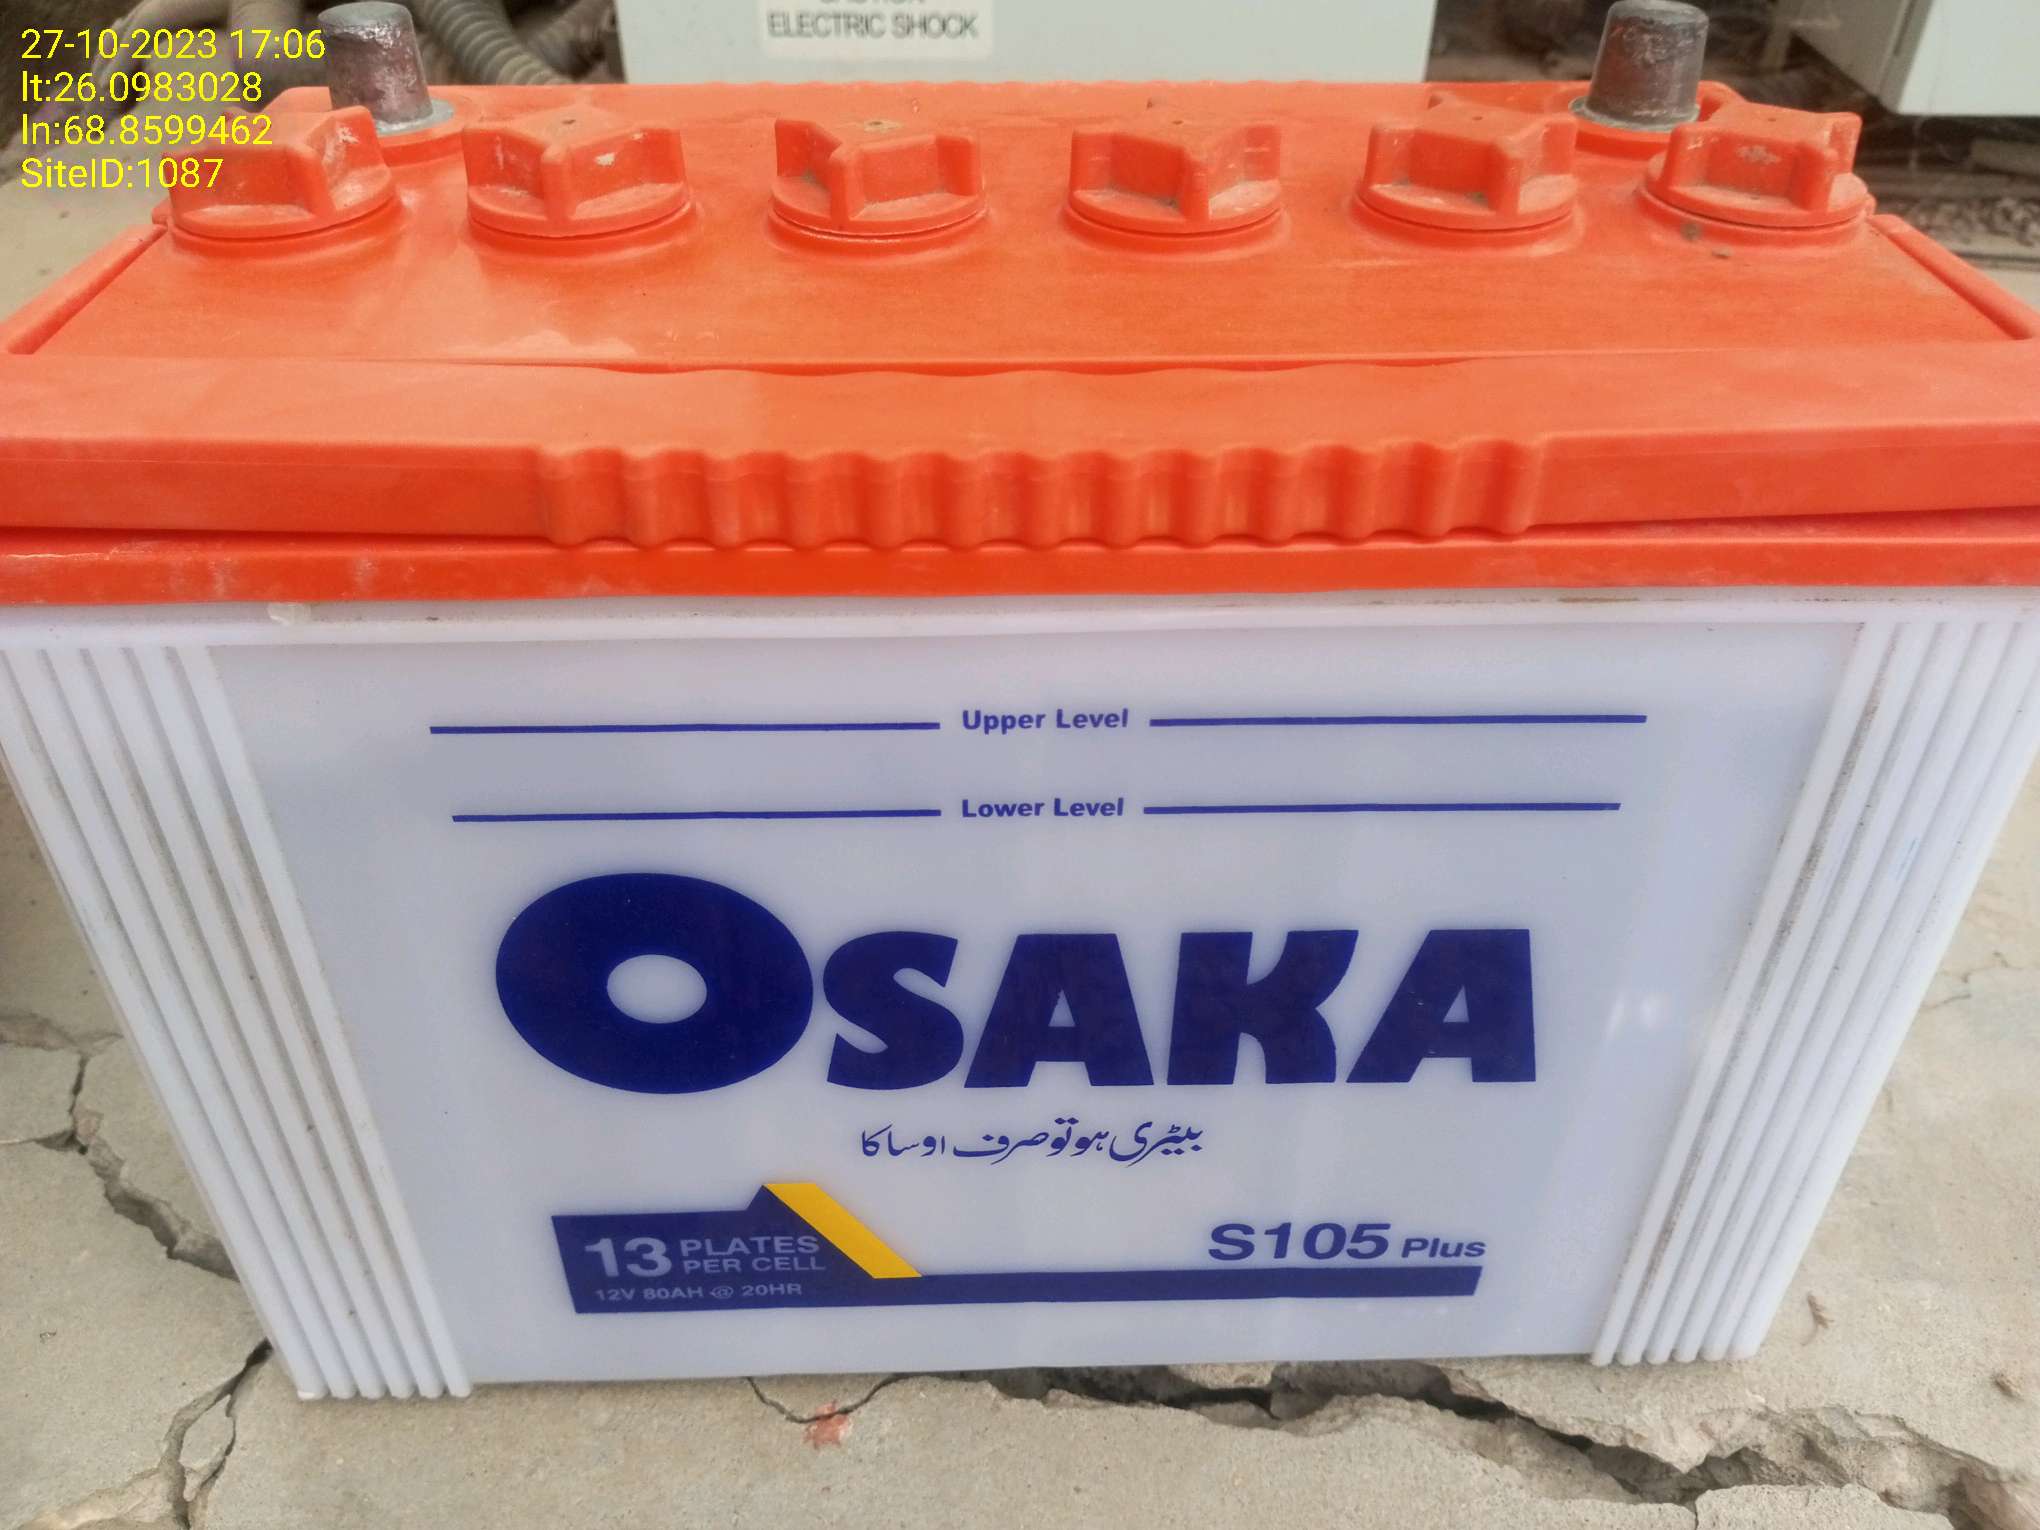 27-10-2023 17:06
lt:26.0983028
ln:68.8599462
SiteID:1087
ELECTRIC SHOCK
Upper Level
Lower Level
OSAKA
بیٹری ہو تو صرف اوساکا
13 PLATES
PER CELL
12V 80AH @ 20HR
S105 Plus